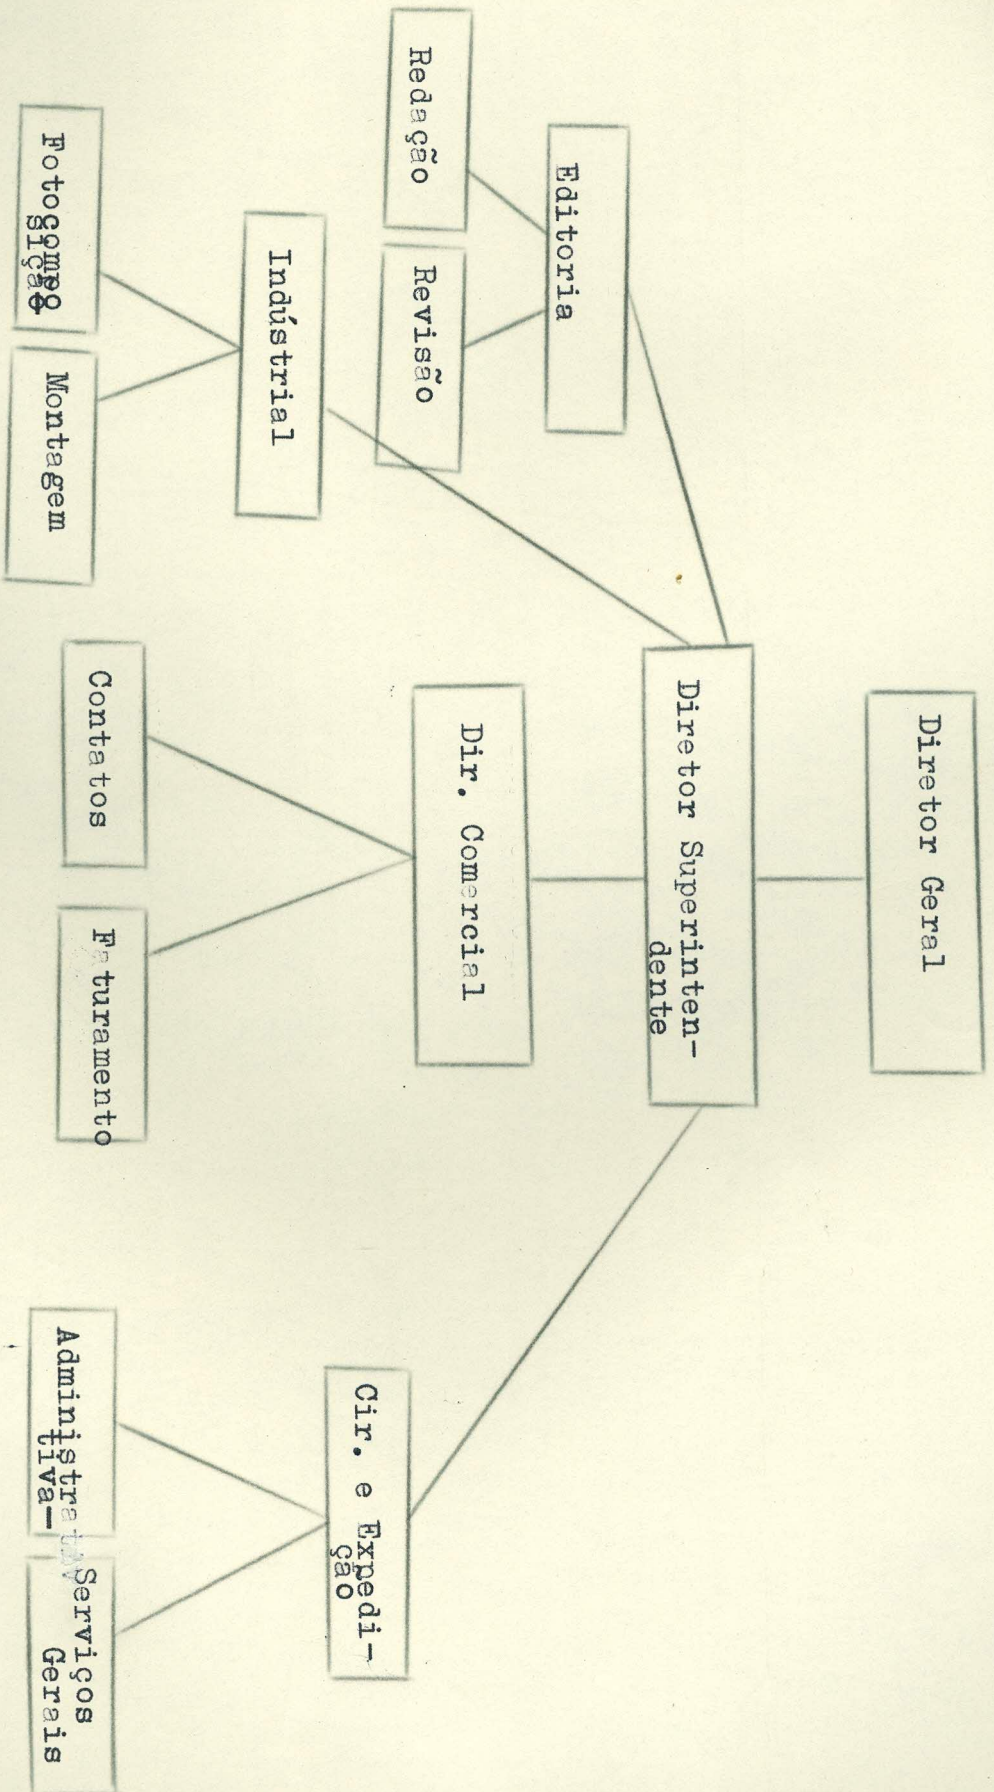 Diretor Geral
Diretor Superinten-
dente
Editoria
Redação
Revisão
Indústrial
Fotocompo
sição
Montagem
Dir. Comercial
Contatos
Faturamento
Cir. e Expedi-
ção
Administra
tiva-
Serviços
Gerais